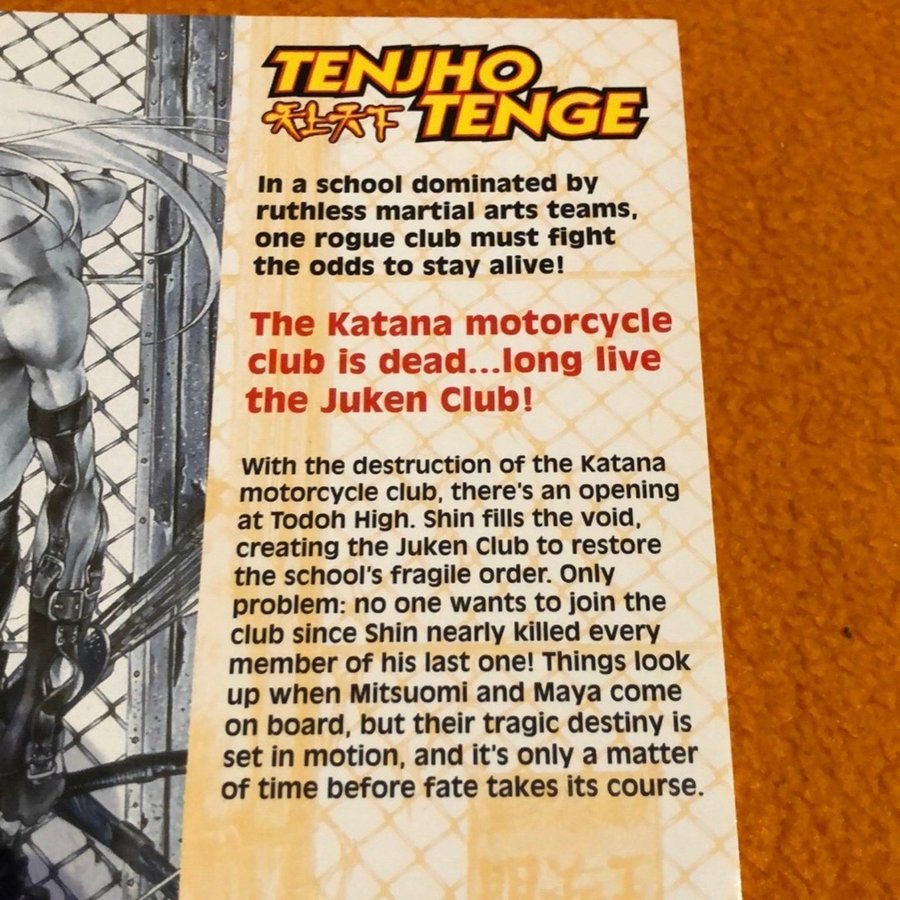 TENJHO
天上天下 TENGE
In a school dominated by
ruthless martial arts teams,
one rogue club must fight
the odds to stay alive!
The Katana motorcycle
club is dead...long live
the Juken Club!
With the destruction of the Katana
motorcycle club, there's an opening
at Todoh High. Shin fills the void,
creating the Juken Club to restore
the school's fragile order. Only
problem: no one wants to join the
club since Shin nearly killed every
member of his last one! Things look
up when Mitsuomi and Maya come
on board, but their tragic destiny is
set in motion, and it's only a matter
of time before fate takes its course.